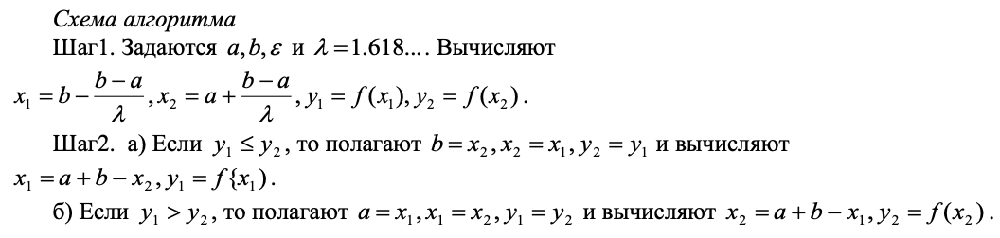 Схема алгоритма
Шаг1. Задаются a,b,ε и λ=1.618.... Вычисляют
x₁ = b − (b − a)/λ, x₂ = a + (b − a)/λ, y₁ = f(x₁), y₂ = f(x₂).
Шаг2. а) Если y₁ ≤ y₂, то полагают b = x₂, x₂ = x₁, y₂ = y₁ и вычисляют
x₁ = a + b − x₂, y₁ = f{x₁).
б) Если y₁ > y₂, то полагают a = x₁, x₁ = x₂, y₁ = y₂ и вычисляют x₂ = a + b − x₁, y₂ = f(x₂).